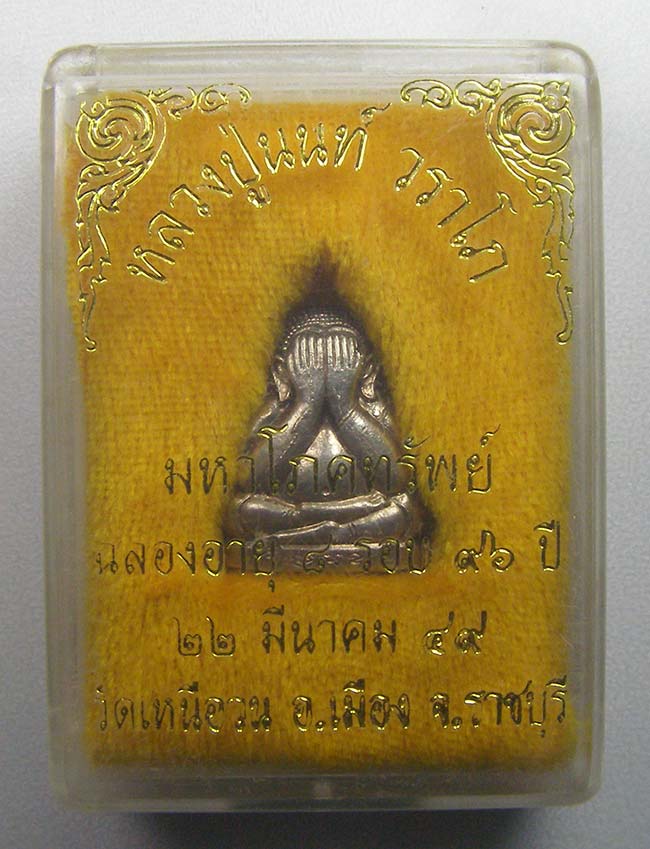 หลวงปู่นนท์ วราโภ
มหาโภคทรัพย์
ฉลองอายุ ๘ รอบ ๙๖ ปี
๒๒ มีนาคม ๔๙
วัดเหนือวน อ.เมือง จ.ราชบุรี